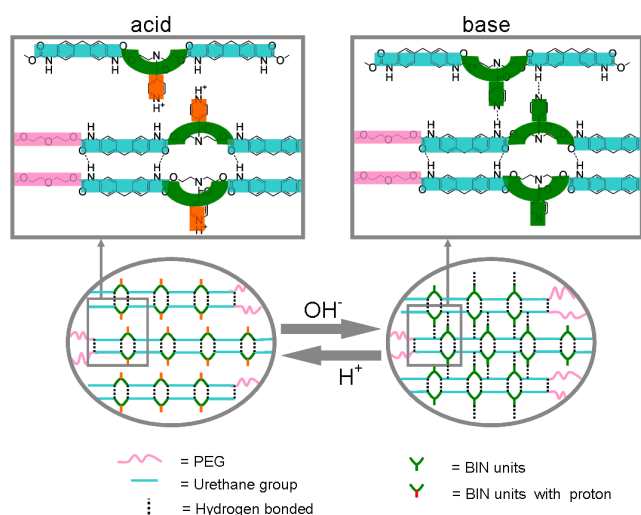 acid
base
OH⁻
H⁺
= PEG
= Urethane group
= Hydrogen bonded
= BIN units
= BIN units with proton